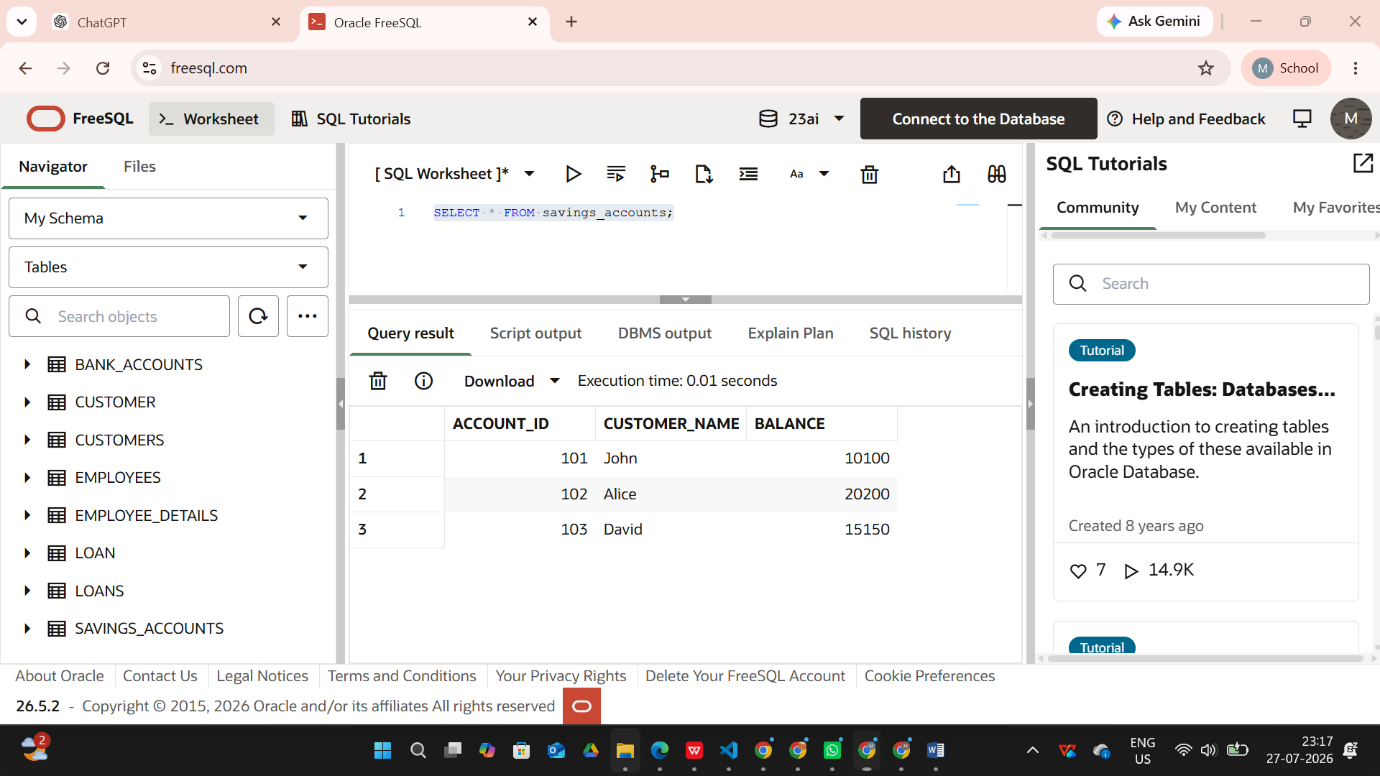 ChatGPT
Oracle FreeSQL
Ask Gemini
freesql.com
M School
FreeSQL
>_ Worksheet
SQL Tutorials
23ai
Connect to the Database
Help and Feedback
M
Navigator
Files
My Schema
Tables
Search objects
BANK_ACCOUNTS
CUSTOMER
CUSTOMERS
EMPLOYEES
EMPLOYEE_DETAILS
LOAN
LOANS
SAVINGS_ACCOUNTS
[ SQL Worksheet ]*
Aa
1 SELECT * FROM savings_accounts;
Query result Script output DBMS output Explain Plan SQL history
Download Execution time: 0.01 seconds
ACCOUNT_ID CUSTOMER_NAME BALANCE
1 101 John 10100
2 102 Alice 20200
3 103 David 15150
SQL Tutorials
Community My Content My Favorites
Search
Tutorial
Creating Tables: Databases...
An introduction to creating tables
and the types of these available in
Oracle Database.
Created 8 years ago
7 14.9K
Tutorial
About Oracle Contact Us Legal Notices Terms and Conditions Your Privacy Rights Delete Your FreeSQL Account Cookie Preferences
26.5.2 - Copyright © 2015, 2026 Oracle and/or its affiliates All rights reserved
2
ENG
US
23:17
27-07-2026